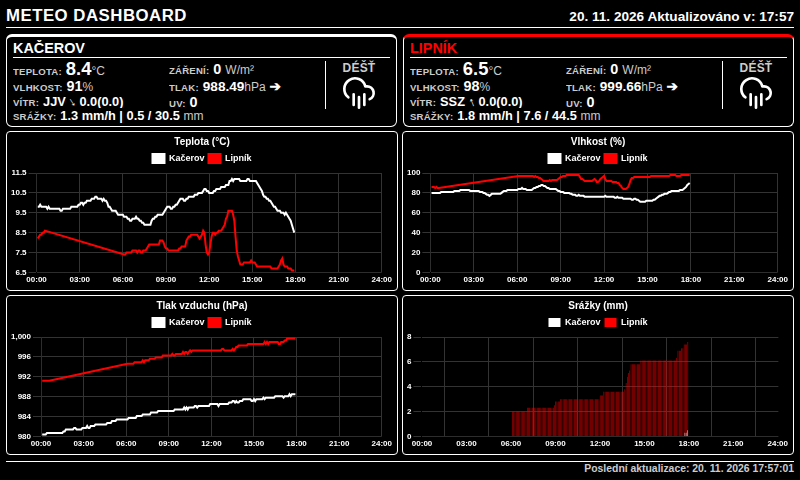 METEO DASHBOARD
20. 11. 2026 Aktualizováno v: 17:57
KAČEROV
TEPLOTA: 8.4°C
ZÁŘENÍ: 0 W/m²
DÉŠŤ
VLHKOST: 91%
TLAK: 988.49hPa ➔
VÍTR: JJV 0.0(0.0)
UV: 0
SRÁŽKY: 1.3 mm/h | 0.5 / 30.5 mm
LIPNÍK
TEPLOTA: 6.5°C
ZÁŘENÍ: 0 W/m²
DÉŠŤ
VLHKOST: 98%
TLAK: 999.66hPa ➔
VÍTR: SSZ 0.0(0.0)
UV: 0
SRÁŽKY: 1.8 mm/h | 7.6 / 44.5 mm
Teplota (°C)
Kačerov Lipník
11.5
10.5
9.5
8.5
7.5
6.5
00:00 03:00 06:00 09:00 12:00 15:00 18:00 21:00 24:00
Vlhkost (%)
Kačerov Lipník
100
80
60
40
20
0
00:00 03:00 06:00 09:00 12:00 15:00 18:00 21:00 24:00
Tlak vzduchu (hPa)
Kačerov Lipník
1,000
996
992
988
984
980
00:00 03:00 06:00 09:00 12:00 15:00 18:00 21:00 24:00
Srážky (mm)
Kačerov Lipník
8
6
4
2
0
00:00 03:00 06:00 09:00 12:00 15:00 18:00 21:00 24:00
Poslední aktualizace: 20. 11. 2026 17:57:01